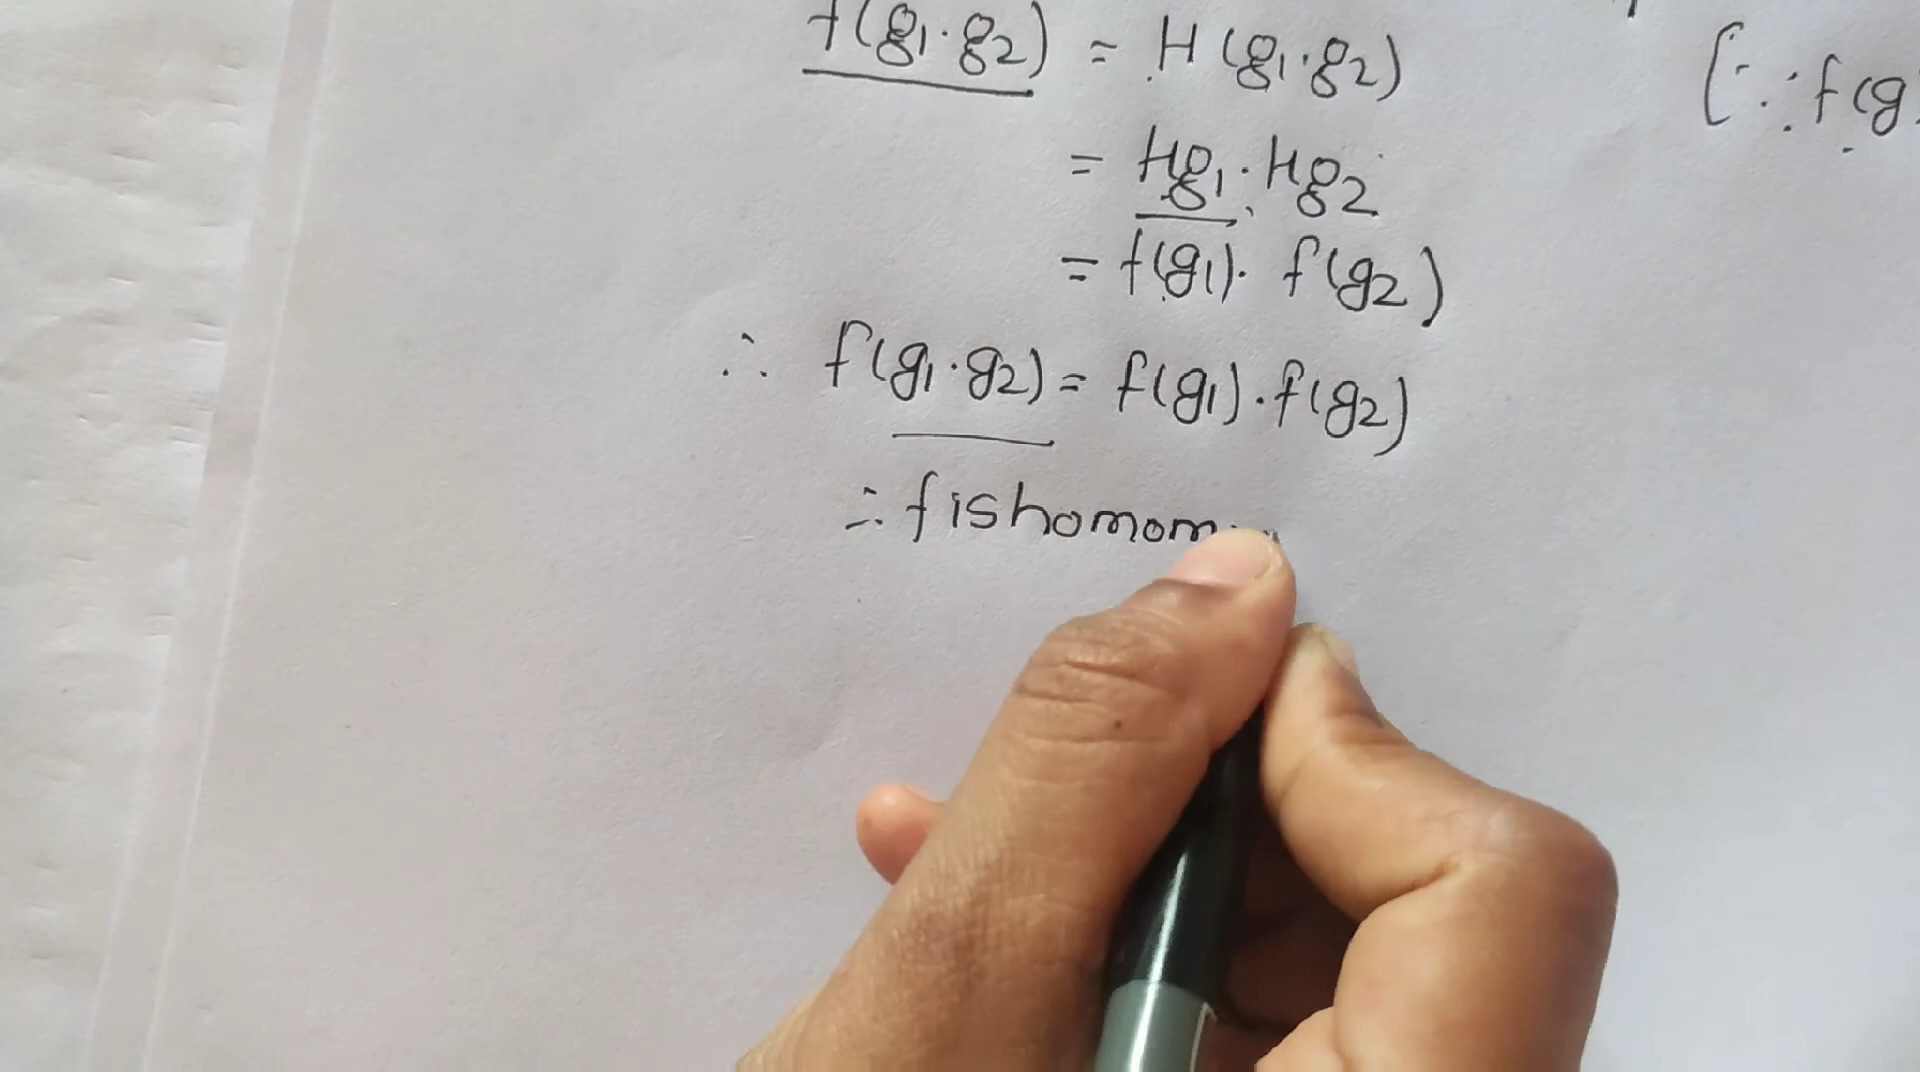 f(g1·g2) = H(g1·g2)
[∵ f(g)
= Hg1·Hg2
= f(g1)· f(g2)
∴ f(g1·g2) = f(g1)·f(g2)
∴ f is homom